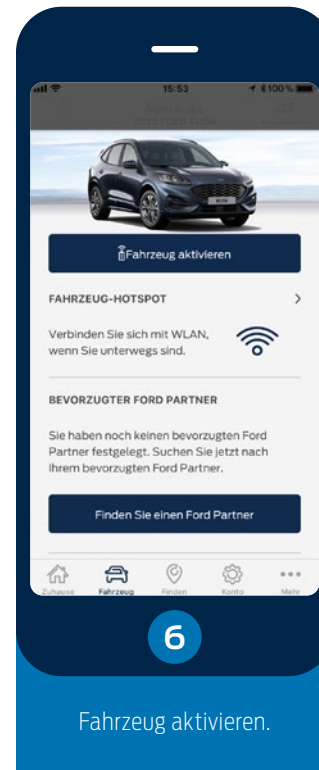 15:53
100 %
KUGA
Fahrzeug aktivieren
FAHRZEUG-HOTSPOT
Verbinden Sie sich mit WLAN,
wenn Sie unterwegs sind.
BEVORZUGTER FORD PARTNER
Sie haben noch keinen bevorzugten Ford
Partner festgelegt. Suchen Sie jetzt nach
Ihrem bevorzugten Ford Partner.
Finden Sie einen Ford Partner
Zuhause Fahrzeug Finden Konto Mehr
6
Fahrzeug aktivieren.